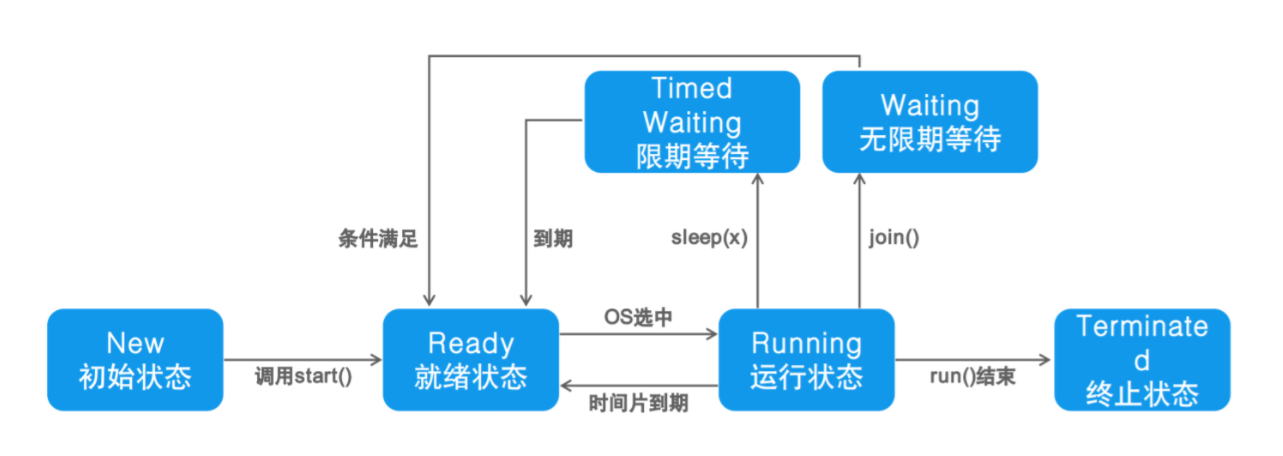 Timed
Waiting
限期等待
Waiting
无限期等待
条件满足
到期
sleep(x)
join()
New
初始状态
调用start()
Ready
就绪状态
OS选中
时间片到期
Running
运行状态
run()结束
Terminate
d
终止状态